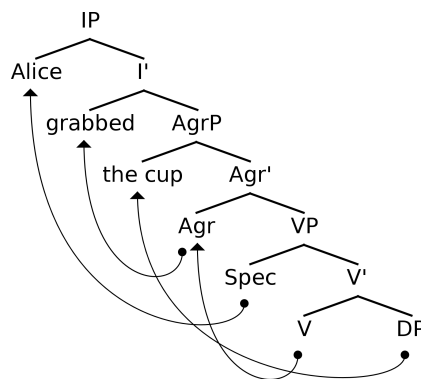 IP
Alice I'
grabbed AgrP
the cup Agr'
Agr VP
Spec V'
V DP